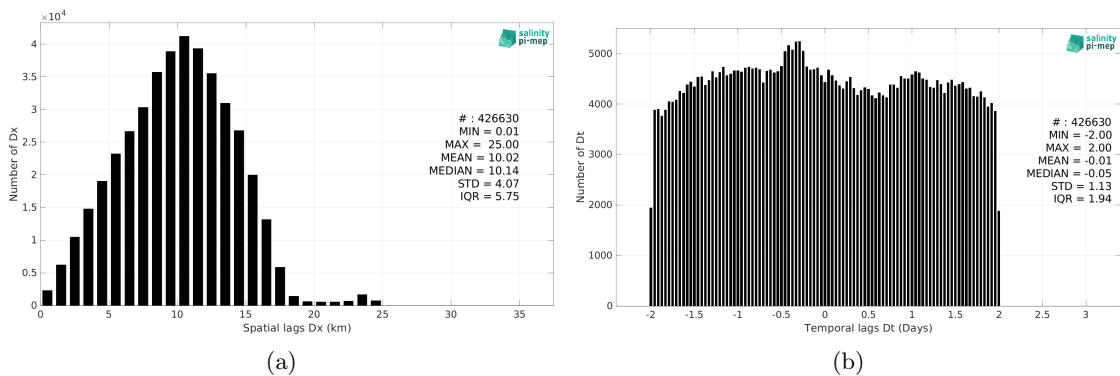 ×10⁴
salinity
pi-mep
4
3.5
3
2.5
2
1.5
1
0.5
0
Number of Dx
# : 426630
MIN = 0.01
MAX = 25.00
MEAN = 10.02
MEDIAN = 10.14
STD = 4.07
IQR = 5.75
0 5 10 15 20 25 30 35
Spatial lags Dx (km)
(a)
salinity
pi-mep
5000
4000
3000
2000
1000
0
Number of Dt
# : 426630
MIN = -2.00
MAX = 2.00
MEAN = -0.01
MEDIAN = -0.05
STD = 1.13
IQR = 1.94
-2 -1.5 -1 -0.5 0 0.5 1 1.5 2 2.5 3
Temporal lags Dt (Days)
(b)